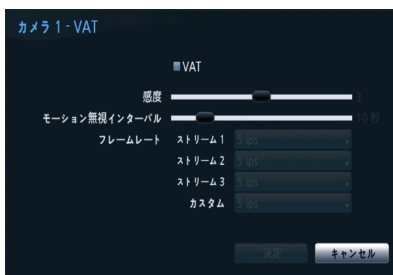 カメラ 1 - VAT
VAT
感度 3
モーション無視インターバル 10 秒
フレームレート ストリーム 1 5 ips
ストリーム 2 5 ips
ストリーム 3 5 ips
カスタム 5 ips
決定 キャンセル